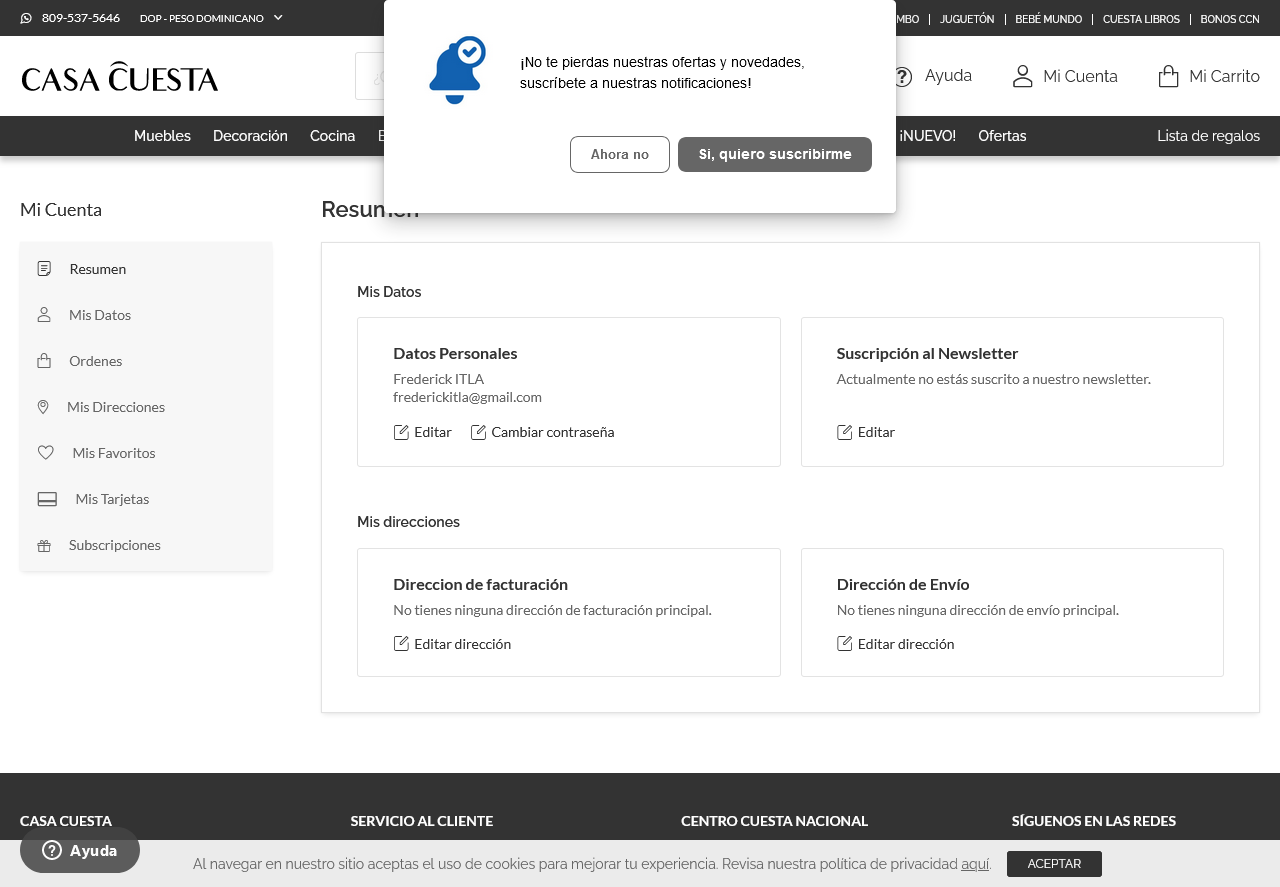 809-537-5646 DOP - PESO DOMINICANO
JUGUETÓN BEBÉ MUNDO CUESTA LIBROS BONOS CCN
¡No te pierdas nuestras ofertas y novedades,
suscríbete a nuestras notificaciones!
Ahora no Si, quiero suscribirme
CASA CUESTA
Ayuda Mi Cuenta Mi Carrito
Muebles Decoración Cocina ¡NUEVO! Ofertas Lista de regalos
Mi Cuenta
Resumen
Mis Datos
Ordenes
Mis Direcciones
Mis Favoritos
Mis Tarjetas
Subscripciones
Resumen
Mis Datos
Datos Personales
Frederick ITLA
frederickitla@gmail.com
Editar Cambiar contraseña
Suscripción al Newsletter
Actualmente no estás suscrito a nuestro newsletter.
Editar
Mis direcciones
Direccion de facturación
No tienes ninguna dirección de facturación principal.
Editar dirección
Dirección de Envío
No tienes ninguna dirección de envío principal.
Editar dirección
CASA CUESTA SERVICIO AL CLIENTE CENTRO CUESTA NACIONAL SÍGUENOS EN LAS REDES
Ayuda
Al navegar en nuestro sitio aceptas el uso de cookies para mejorar tu experiencia. Revisa nuestra política de privacidad aquí. ACEPTAR